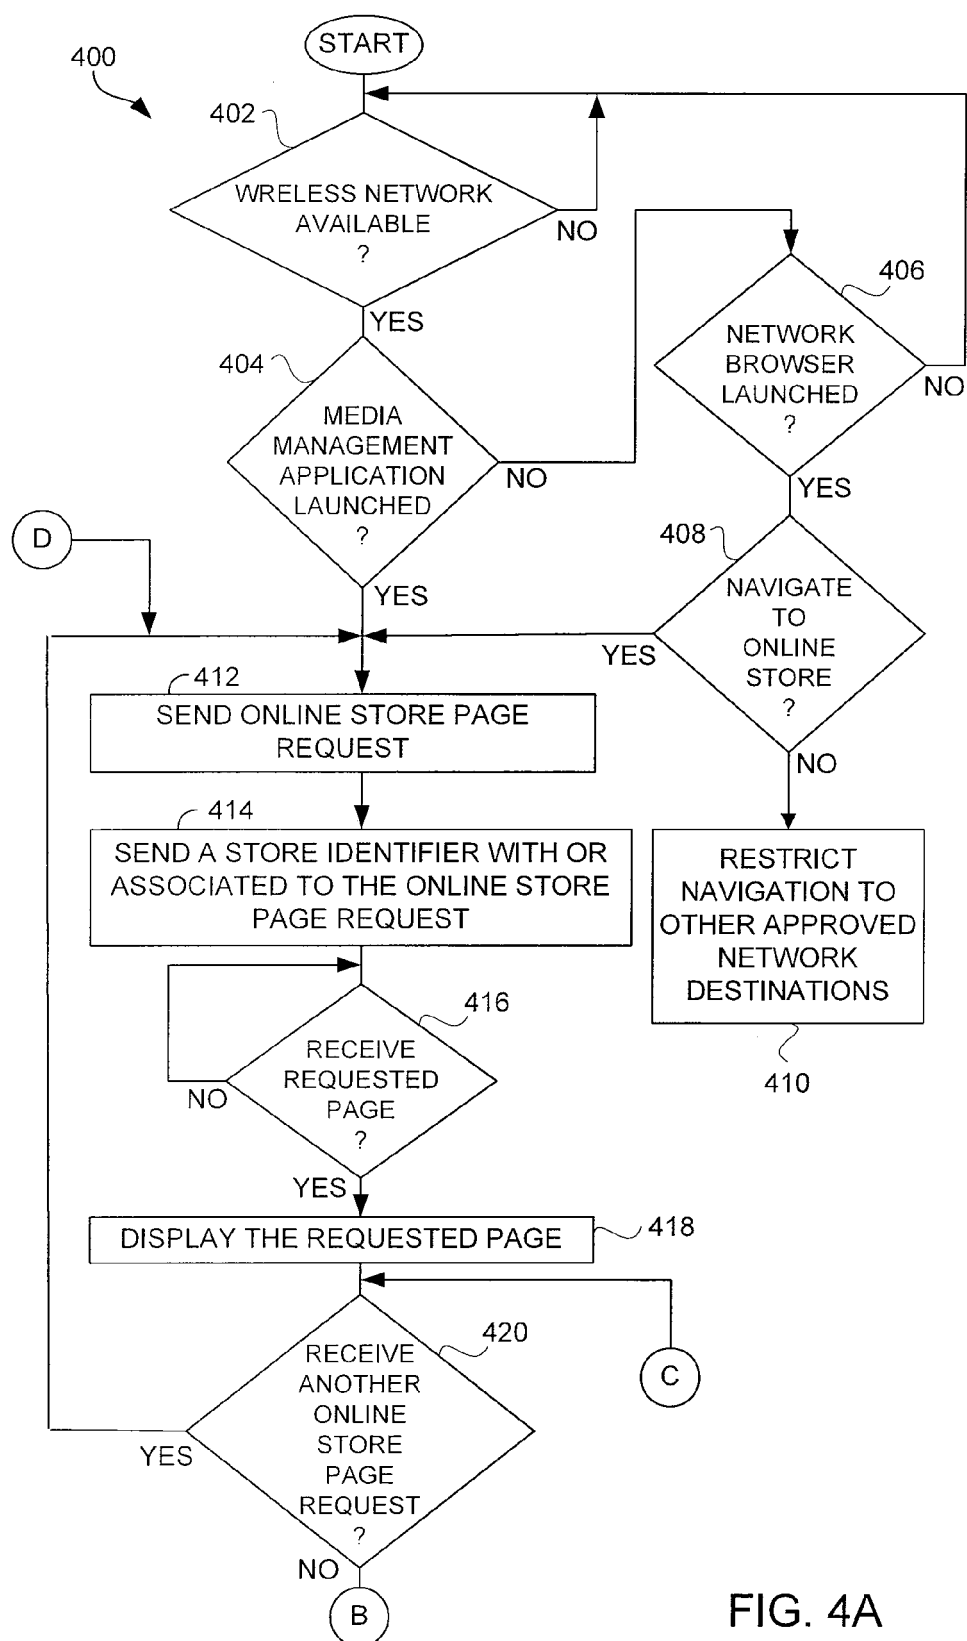 START
400
402
WRELESS NETWORK
AVAILABLE
?
NO
YES
406
NETWORK
BROWSER
LAUNCHED
?
NO
YES
404
MEDIA
MANAGEMENT
APPLICATION
LAUNCHED
?
NO
YES
D
408
NAVIGATE
TO
ONLINE
STORE
?
YES
NO
412
SEND ONLINE STORE PAGE
REQUEST
414
SEND A STORE IDENTIFIER WITH OR
ASSOCIATED TO THE ONLINE STORE
PAGE REQUEST
RESTRICT
NAVIGATION TO
OTHER APPROVED
NETWORK
DESTINATIONS
410
416
RECEIVE
REQUESTED
PAGE
?
NO
YES
DISPLAY THE REQUESTED PAGE
418
420
RECEIVE
ANOTHER
ONLINE
STORE
PAGE
REQUEST
?
YES
NO
C
B
FIG. 4A